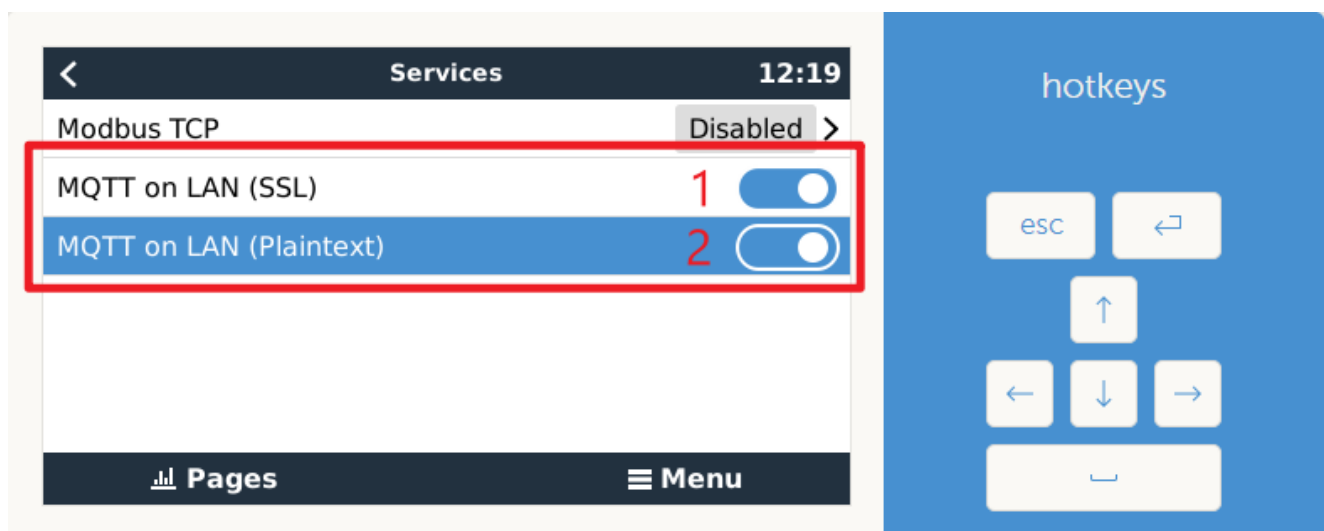 Services 12:19
Modbus TCP Disabled
MQTT on LAN (SSL) 1
MQTT on LAN (Plaintext) 2
Pages Menu
hotkeys
esc